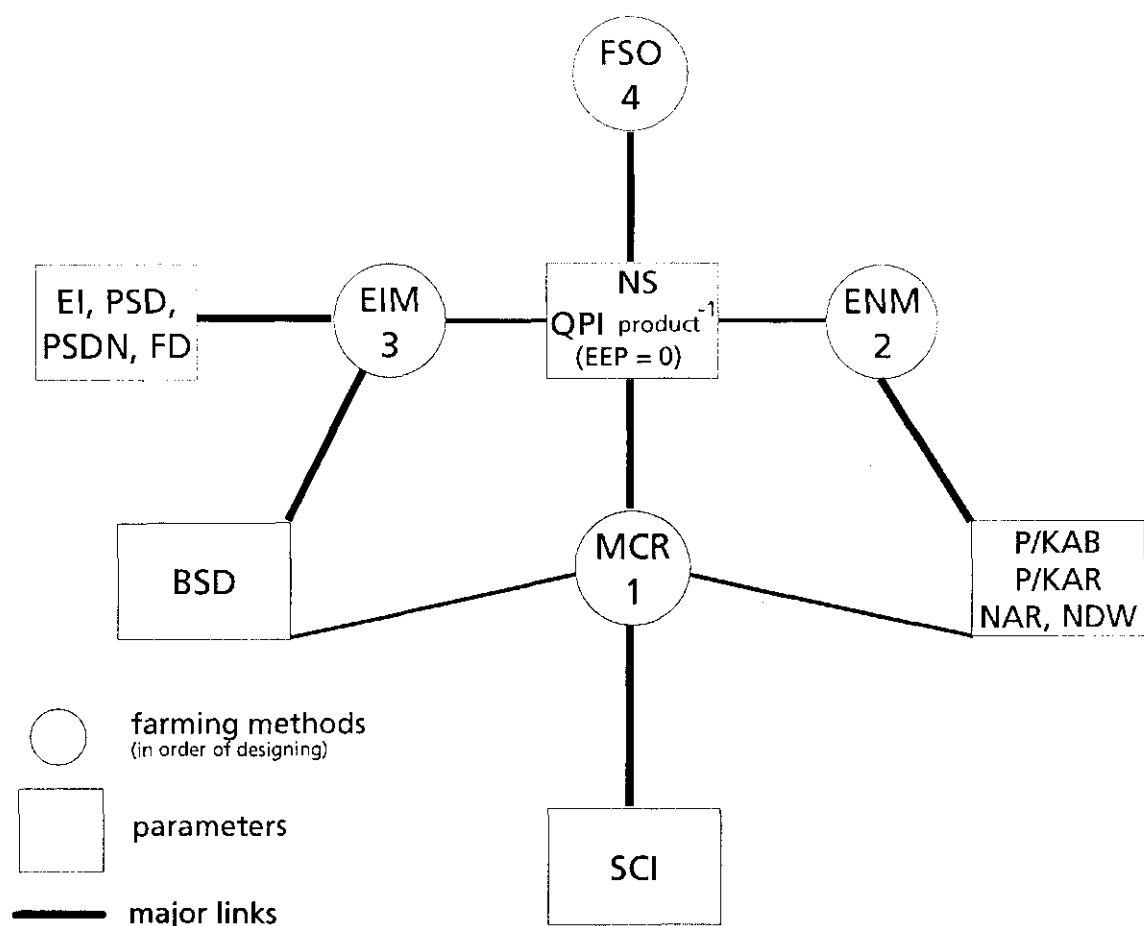 FSO
4
EI, PSD,
PSDN, FD
EIM
3
NS
QPI product⁻¹
(EEP = 0)
ENM
2
BSD
MCR
1
P/KAB
P/KAR
NAR, NDW
farming methods
(in order of designing)
parameters
SCI
major links